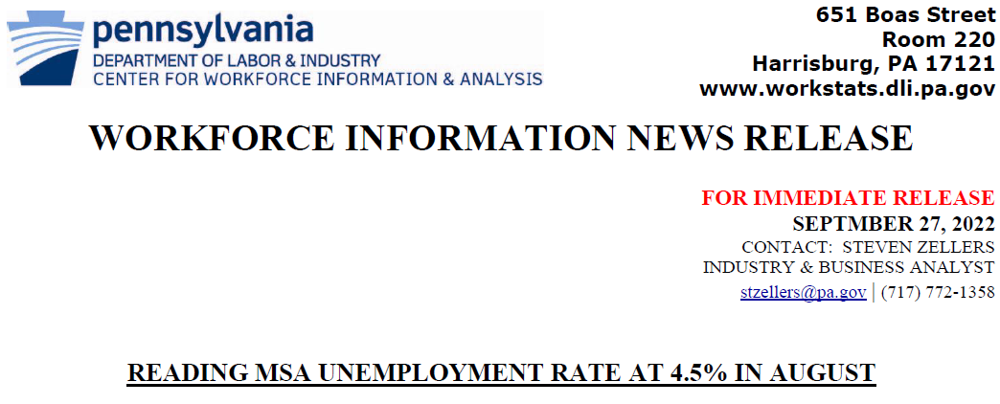 pennsylvania
DEPARTMENT OF LABOR & INDUSTRY
CENTER FOR WORKFORCE INFORMATION & ANALYSIS
651 Boas Street
Room 220
Harrisburg, PA 17121
www.workstats.dli.pa.gov
WORKFORCE INFORMATION NEWS RELEASE
FOR IMMEDIATE RELEASE
SEPTMBER 27, 2022
CONTACT: STEVEN ZELLERS
INDUSTRY & BUSINESS ANALYST
stzellers@pa.gov | (717) 772-1358
READING MSA UNEMPLOYMENT RATE AT 4.5% IN AUGUST